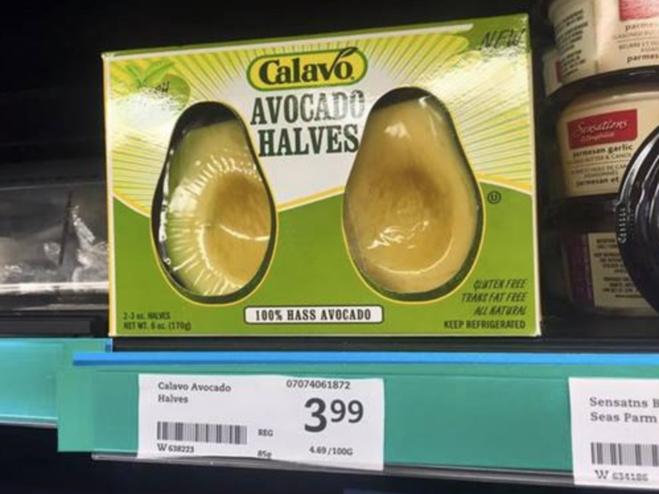 NEW
Calavo
AVOCADO
HALVES
U
GLUTEN FREE
TRANS FAT FREE
ALL NATURAL
KEEP REFRIGERATED
2-3 oz. HALVES
NET WT. 6 oz. (170g)
100% HASS AVOCADO
Sensations
parmesan garlic
Calavo Avocado
Halves
07074061872
REG
3.99
85g
4.69/100G
W 638223
Sensatns
Seas Parm
W 634186